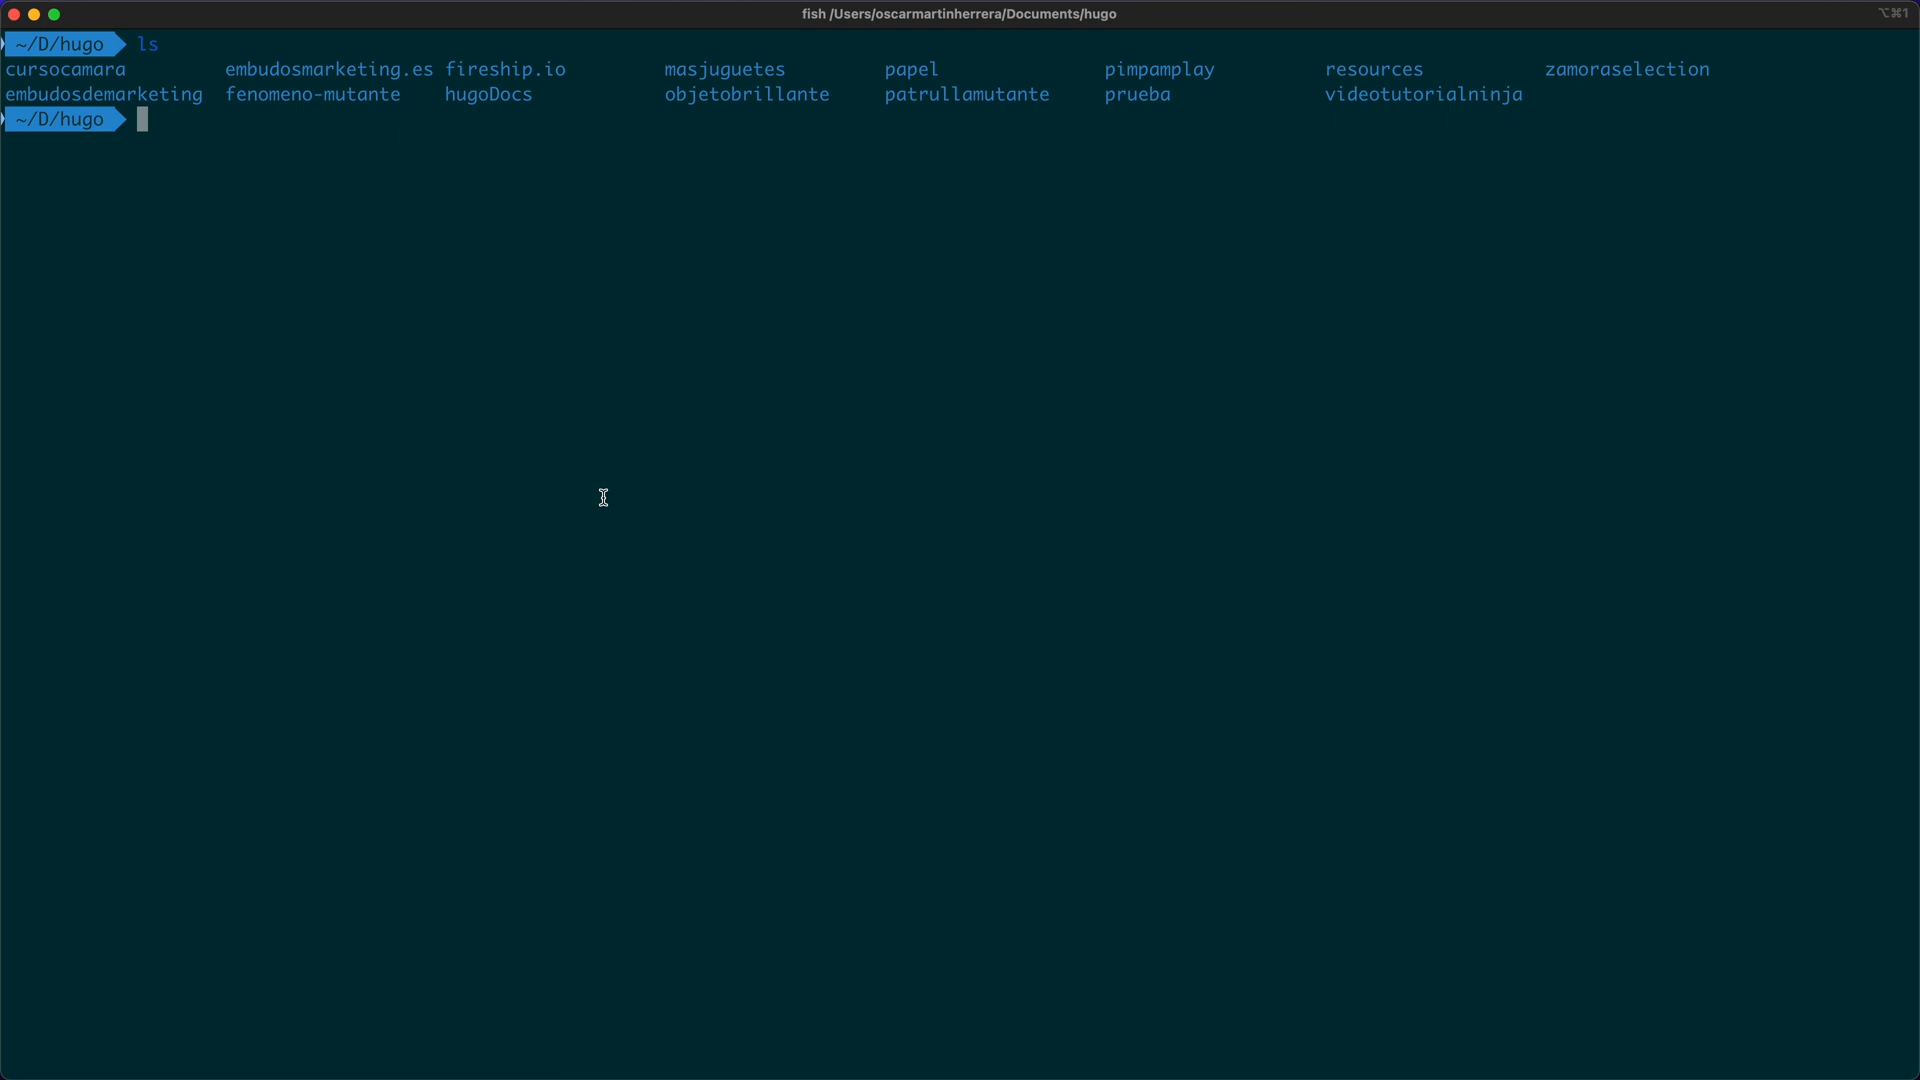 fish /Users/oscarmartinherrera/Documents/hugo ⌥⌘1
~/D/hugo ls
cursocamara embudosmarketing.es fireship.io masjuguetes papel pimpamplay resources zamoraselection
embudosdemarketing fenomeno-mutante hugoDocs objetobrillante patrullamutante prueba videotutorialninja
~/D/hugo